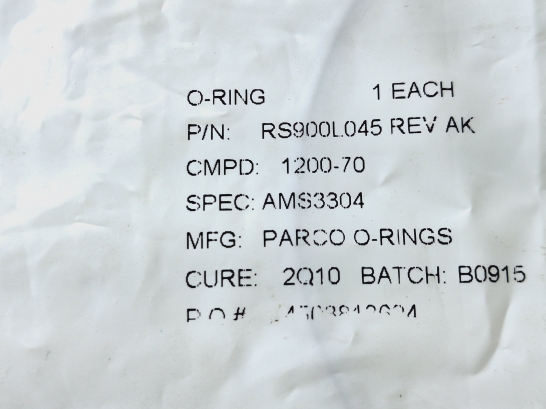 O-RING 1 EACH
P/N: RS900L045 REV AK
CMPD: 1200-70
SPEC: AMS3304
MFG: PARCO O-RINGS
CURE: 2Q10 BATCH: B0915
P.O #